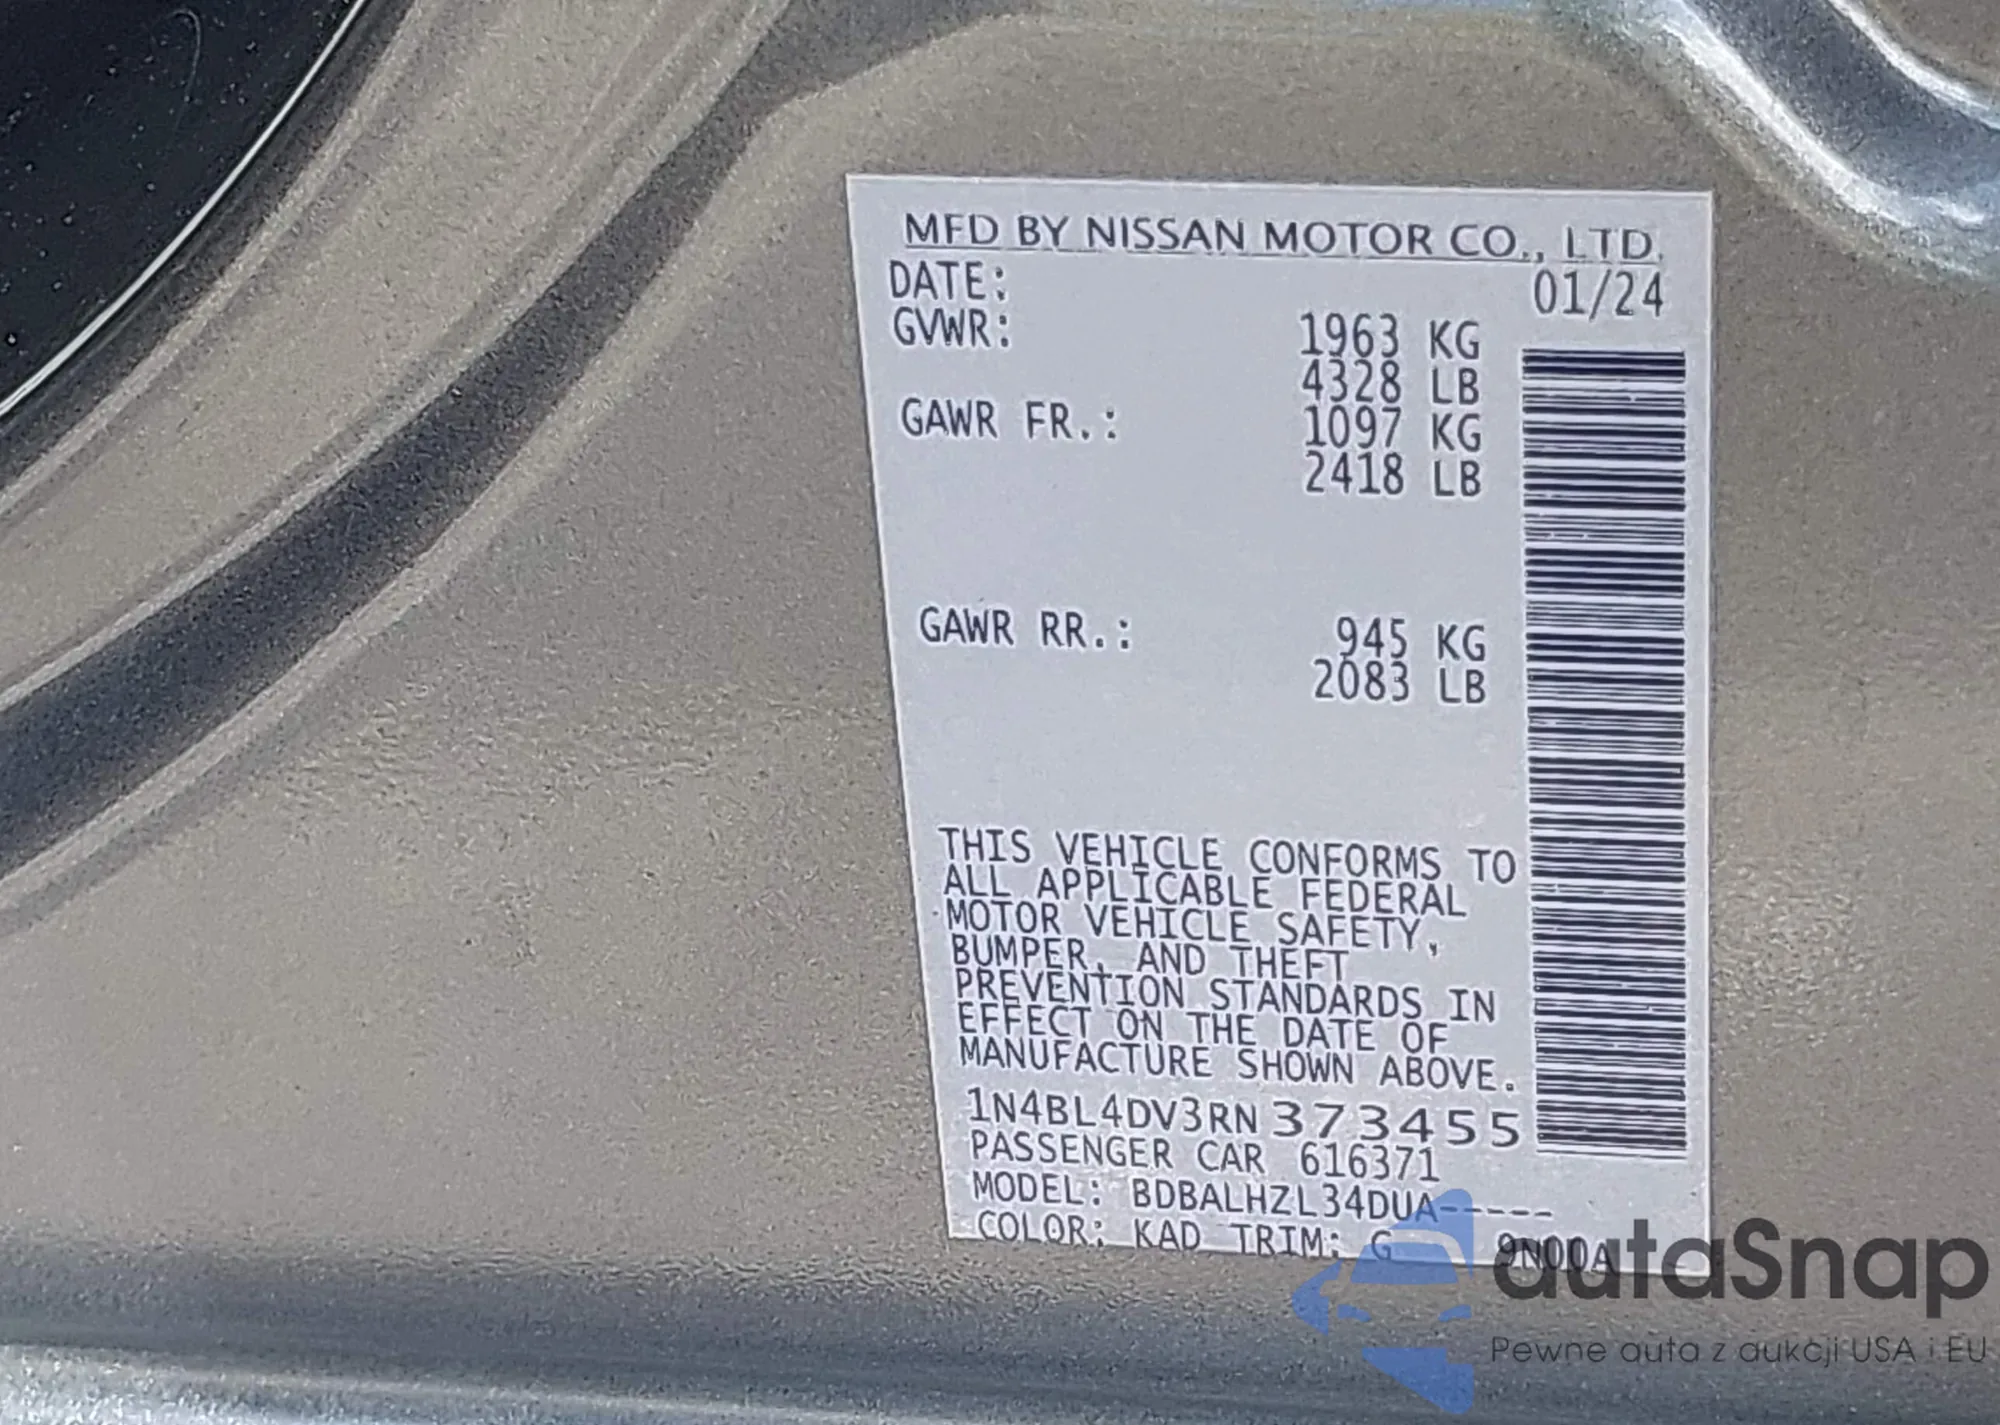 MFD BY NISSAN MOTOR CO., LTD.
DATE: 01/24
GVWR: 1963 KG
4328 LB
GAWR FR.: 1097 KG
2418 LB
GAWR RR.: 945 KG
2083 LB
THIS VEHICLE CONFORMS TO
ALL APPLICABLE FEDERAL
MOTOR VEHICLE SAFETY,
BUMPER, AND THEFT
PREVENTION STANDARDS IN
EFFECT ON THE DATE OF
MANUFACTURE SHOWN ABOVE.
1N4BL4DV3RN373455
PASSENGER CAR 616371
MODEL: BDBALHZL34DUA-----
COLOR: KAD TRIM: G 9N00A
autaSnap
Pewne auta z aukcji USA i EU